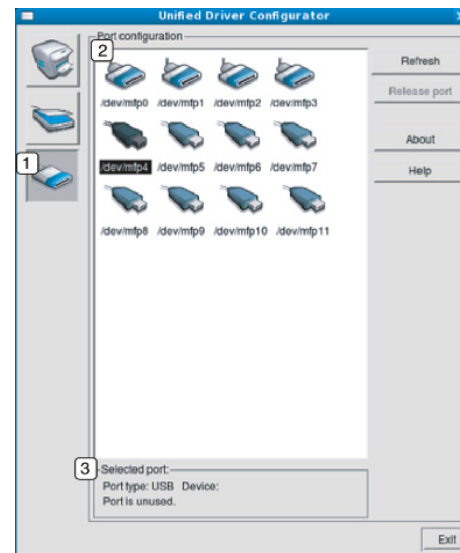 Unified Driver Configurator
Port configuration
2
/dev/mfp0 /dev/mfp1 /dev/mfp2 /dev/mfp3
Refresh
Release port
1
/dev/mfp4 /dev/mfp5 /dev/mfp6 /dev/mfp7
About
Help
/dev/mfp8 /dev/mfp9 /dev/mfp10 /dev/mfp11
3
Selected port:
Port type: USB Device:
Port is unused.
Exit